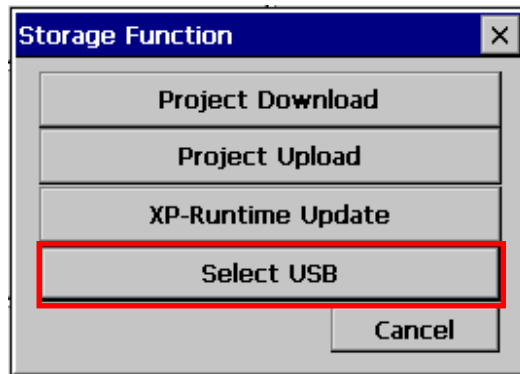 Storage Function
Project Download
Project Upload
XP-Runtime Update
Select USB
Cancel